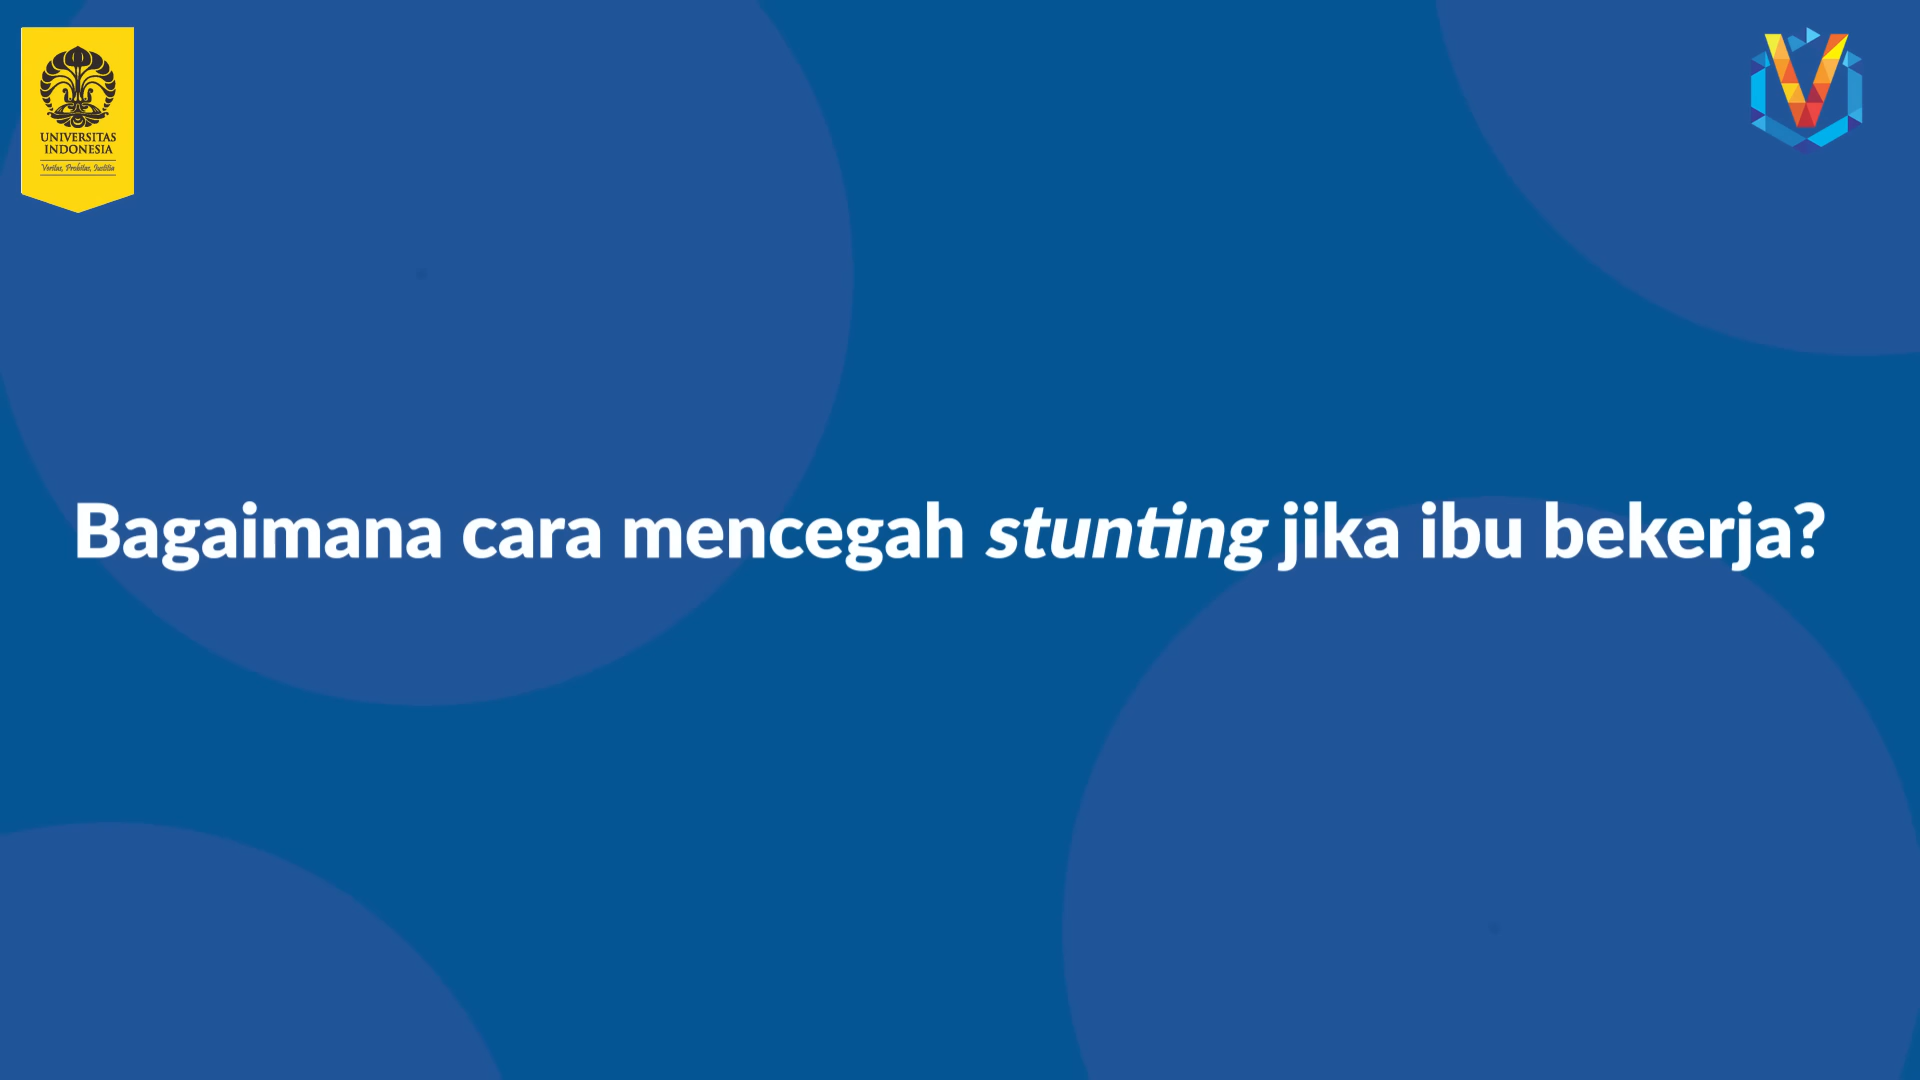 UNIVERSITAS
INDONESIA
Veritas, Probitas, Iustitia
Bagaimana cara mencegah stunting jika ibu bekerja?